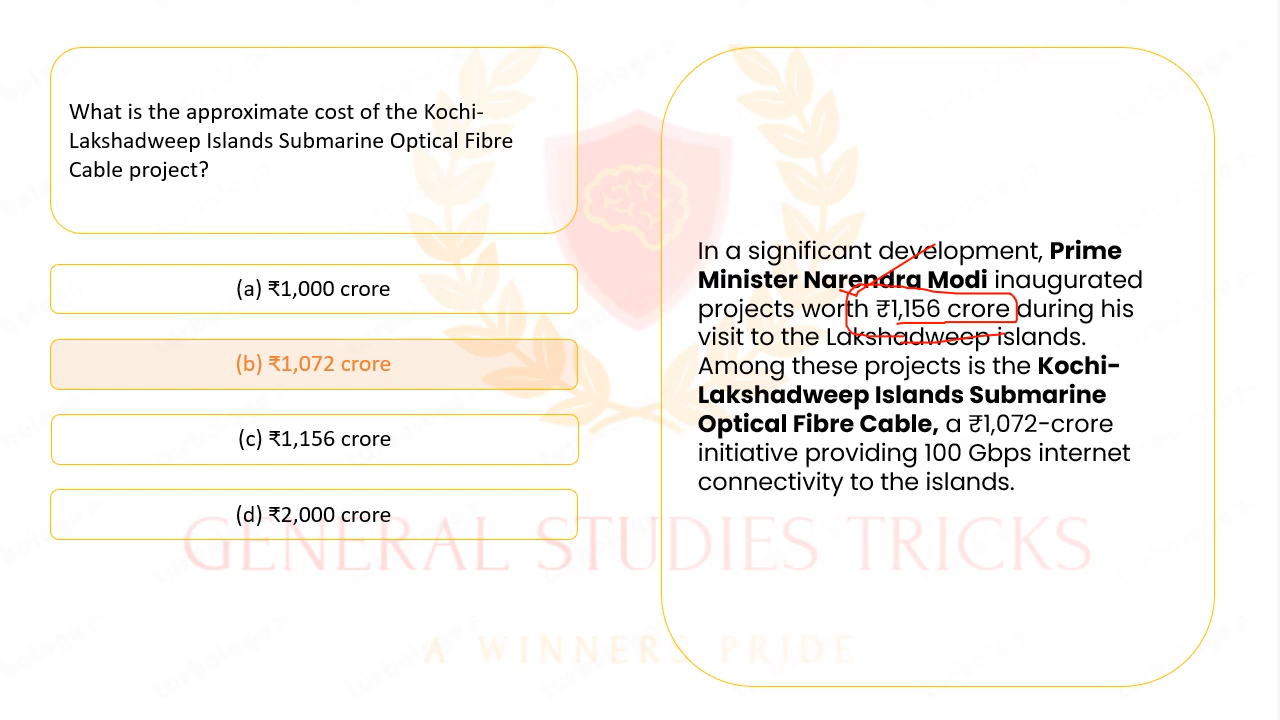 What is the approximate cost of the Kochi-
Lakshadweep Islands Submarine Optical Fibre
Cable project?
(a) ₹1,000 crore
(b) ₹1,072 crore
(c) ₹1,156 crore
(d) ₹2,000 crore
In a significant development, Prime
Minister Narendra Modi inaugurated
projects worth ₹1,156 crore during his
visit to the Lakshadweep islands.
Among these projects is the Kochi-
Lakshadweep Islands Submarine
Optical Fibre Cable, a ₹1,072-crore
initiative providing 100 Gbps internet
connectivity to the islands.
GENERAL STUDIES TRICKS
A WINNERS PRIDE